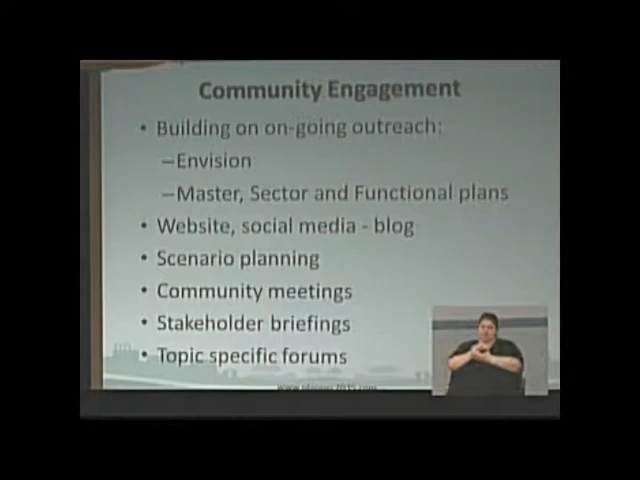 Community Engagement
• Building on on-going outreach:
–Envision
–Master, Sector and Functional plans
• Website, social media - blog
• Scenario planning
• Community meetings
• Stakeholder briefings
• Topic specific forums